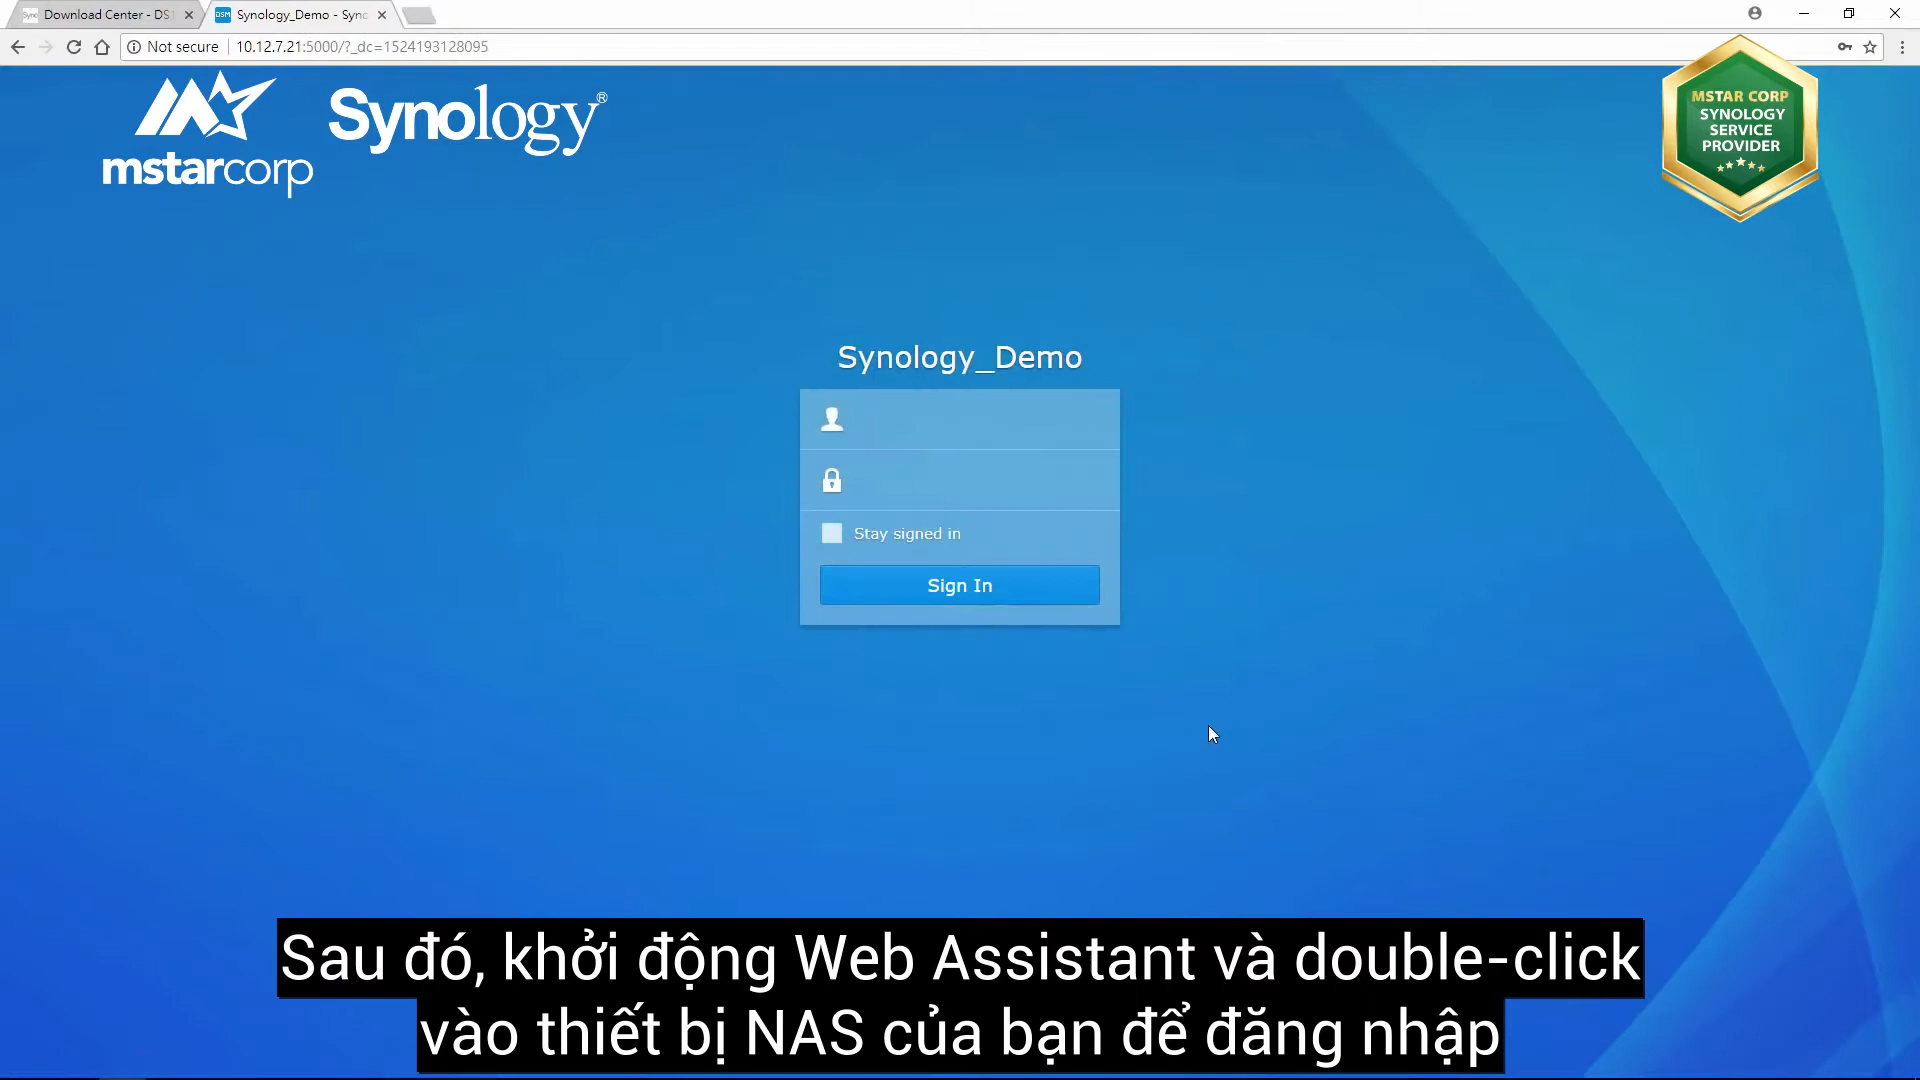 Download Center - DS1
Synology_Demo - Sync
Not secure
10.12.7.21:5000/?_dc=1524193128095
mstarcorp
Synology®
MSTAR CORP
SYNOLOGY
SERVICE
PROVIDER
Synology_Demo
Stay signed in
Sign In
Sau đó, khởi động Web Assistant và double-click
vào thiết bị NAS của bạn để đăng nhập